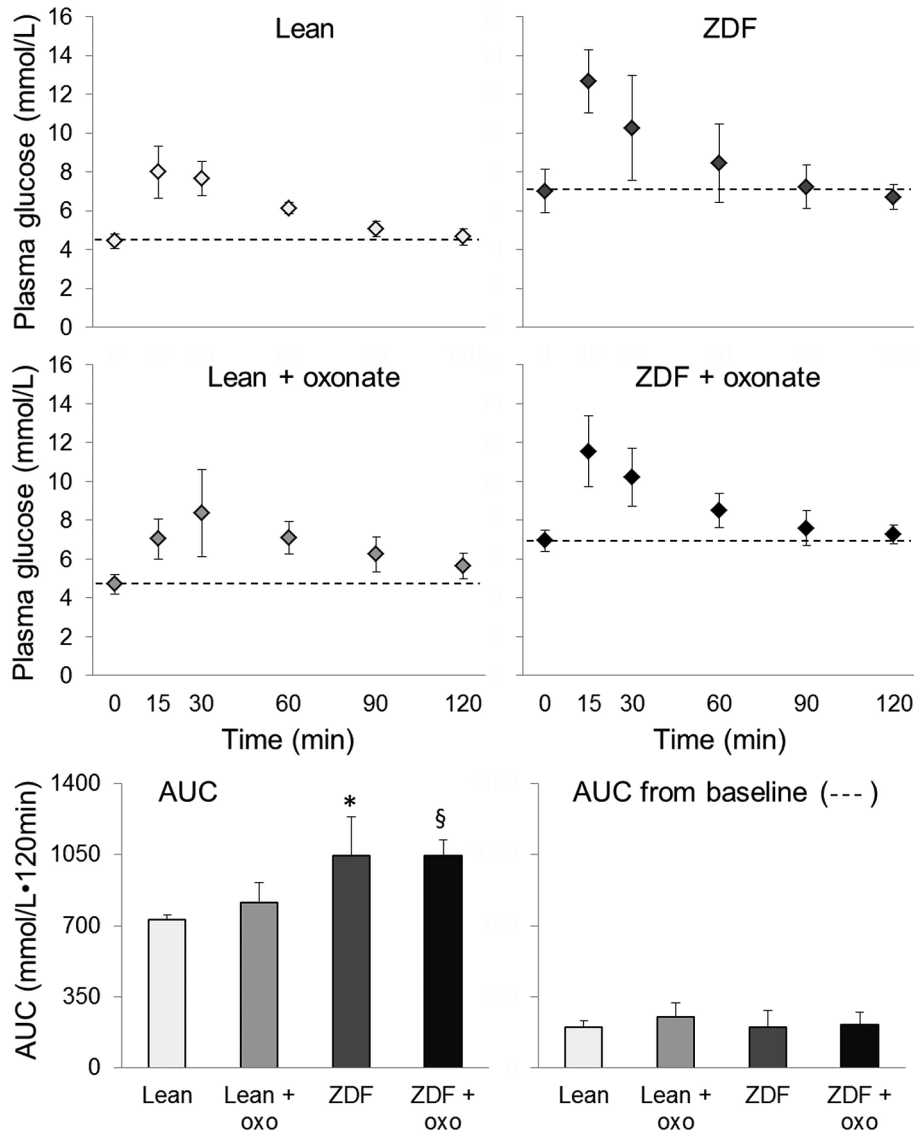 Lean
Plasma glucose (mmol/L)
16
14
12
10
8
6
4
2
0
ZDF
Lean + oxonate
Plasma glucose (mmol/L)
16
14
12
10
8
6
4
2
0
0 15 30 60 90 120
Time (min)
ZDF + oxonate
0 15 30 60 90 120
Time (min)
AUC
AUC (mmol/L•120min)
1400
1050
700
350
0
*
§
Lean
Lean +
oxo
ZDF
ZDF +
oxo
AUC from baseline (---)
Lean
Lean +
oxo
ZDF
ZDF +
oxo